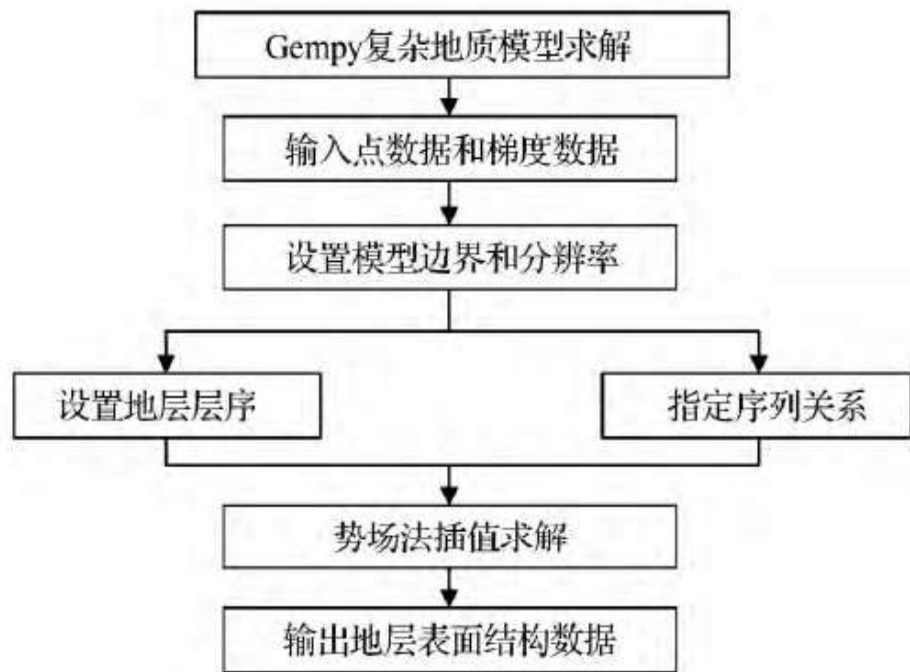 Gempy复杂地质模型求解
输入点数据和梯度数据
设置模型边界和分辨率
设置地层层序
指定序列关系
势场法插值求解
输出地层表面结构数据